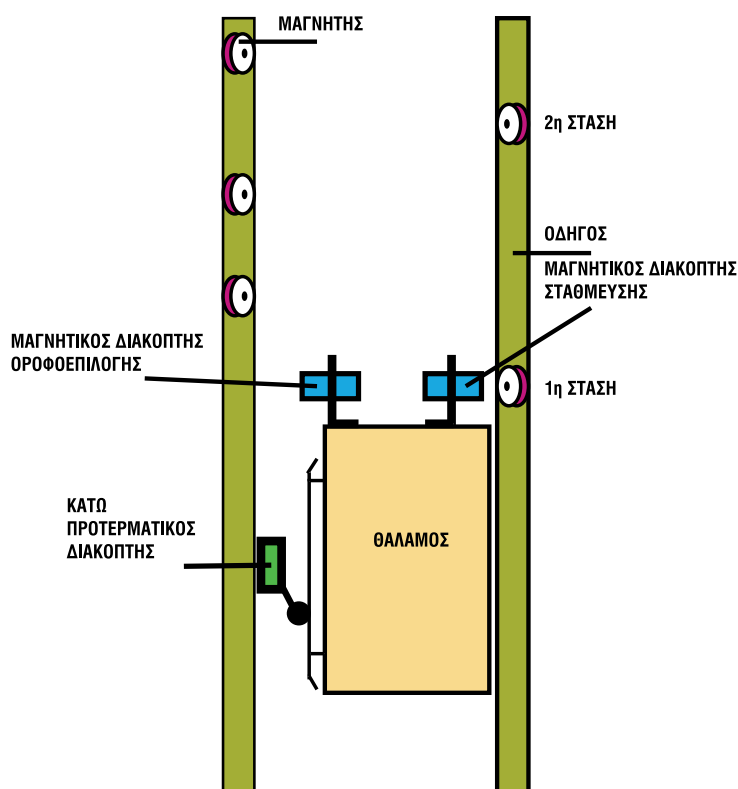 ΜΑΓΝΗΤΗΣ
2η ΣΤΑΣΗ
ΟΔΗΓΟΣ
ΜΑΓΝΗΤΙΚΟΣ ΔΙΑΚΟΠΤΗΣ
ΣΤΑΘΜΕΥΣΗΣ
ΜΑΓΝΗΤΙΚΟΣ ΔΙΑΚΟΠΤΗΣ
ΟΡΟΦΟΕΠΙΛΟΓΗΣ
1η ΣΤΑΣΗ
ΚΑΤΩ
ΠΡΟΤΕΡΜΑΤΙΚΟΣ
ΔΙΑΚΟΠΤΗΣ
ΘΑΛΑΜΟΣ